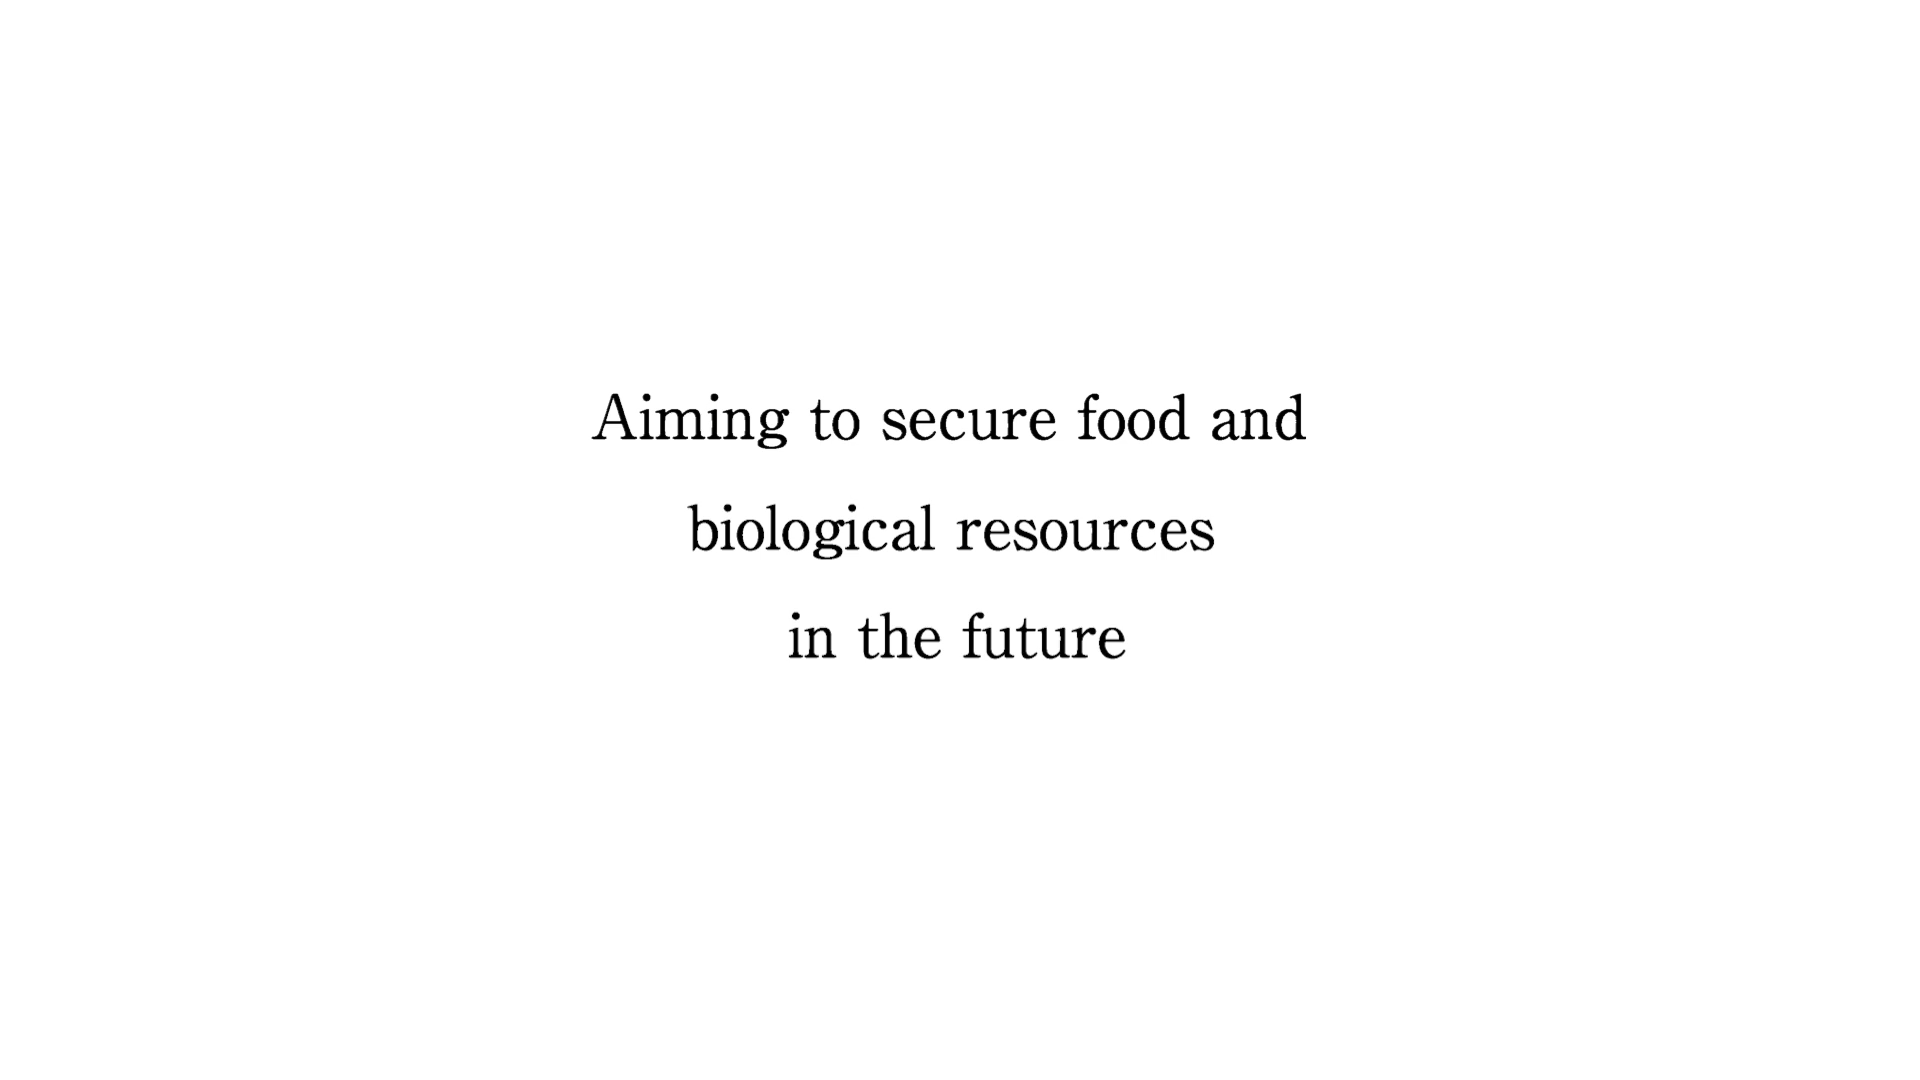 Aiming to secure food and
biological resources
in the future